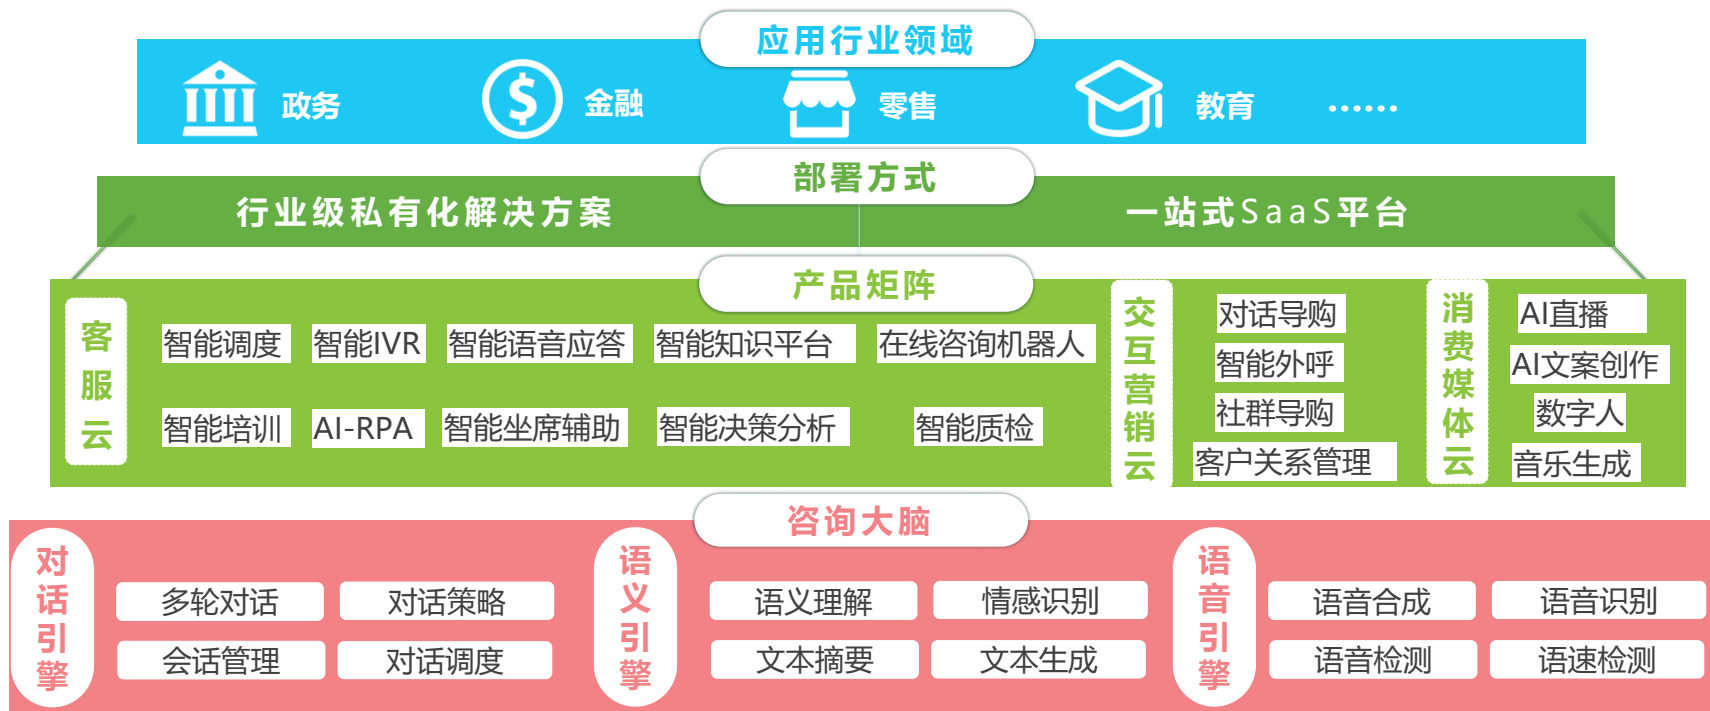 应用行业领域
政务
金融
零售
教育
······
部署方式
行业级私有化解决方案
一站式SaaS平台
产品矩阵
客服云
智能调度
智能IVR
智能语音应答
智能知识平台
在线咨询机器人
智能培训
AI-RPA
智能坐席辅助
智能决策分析
智能质检
交互营销云
对话导购
智能外呼
社群导购
客户关系管理
消费媒体云
AI直播
AI文案创作
数字人
音乐生成
咨询大脑
对话引擎
多轮对话
对话策略
会话管理
对话调度
语义引擎
语义理解
情感识别
文本摘要
文本生成
语音引擎
语音合成
语音识别
语音检测
语速检测